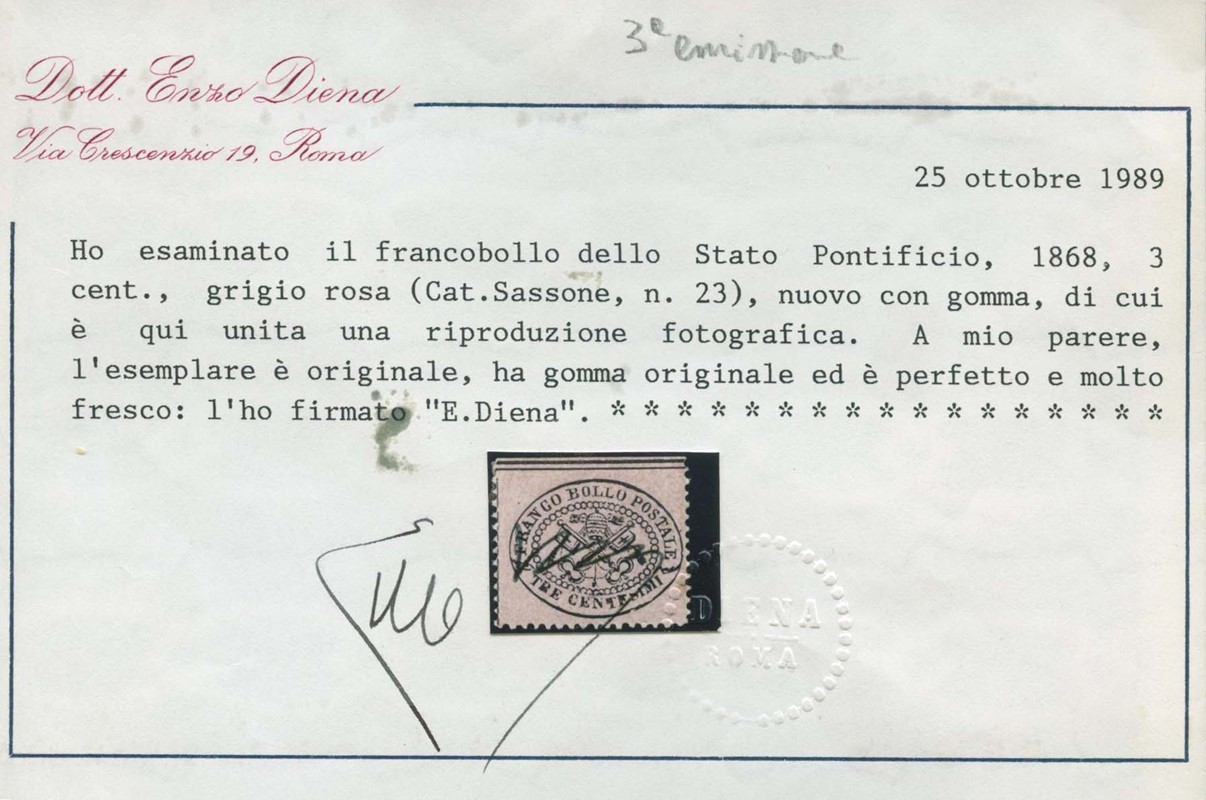 3ª emissione
Dott. Enzo Diena
Via Crescenzio 19, Roma
25 ottobre 1989
Ho esaminato il francobollo dello Stato Pontificio, 1868, 3
cent., grigio rosa (Cat.Sassone, n. 23), nuovo con gomma, di cui
è qui unita una riproduzione fotografica. A mio parere,
l'esemplare è originale, ha gomma originale ed è perfetto e molto
fresco: l'ho firmato "E.Diena". * * * * * * * * * * * * * * * * *
FRANCO BOLLO POSTALE
TRE CENTESIMI
DIENA
ROMA